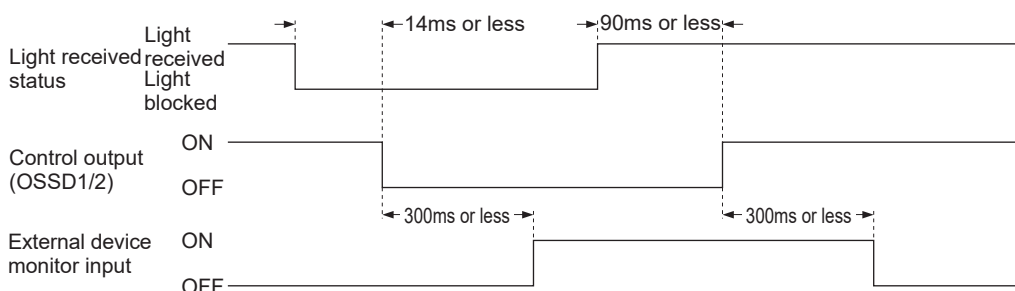 14ms or less
90ms or less
Light received
status
Light
received
Light
blocked
Control output
(OSSD1/2)
ON
OFF
300ms or less
300ms or less
External device
monitor input
ON
OFF